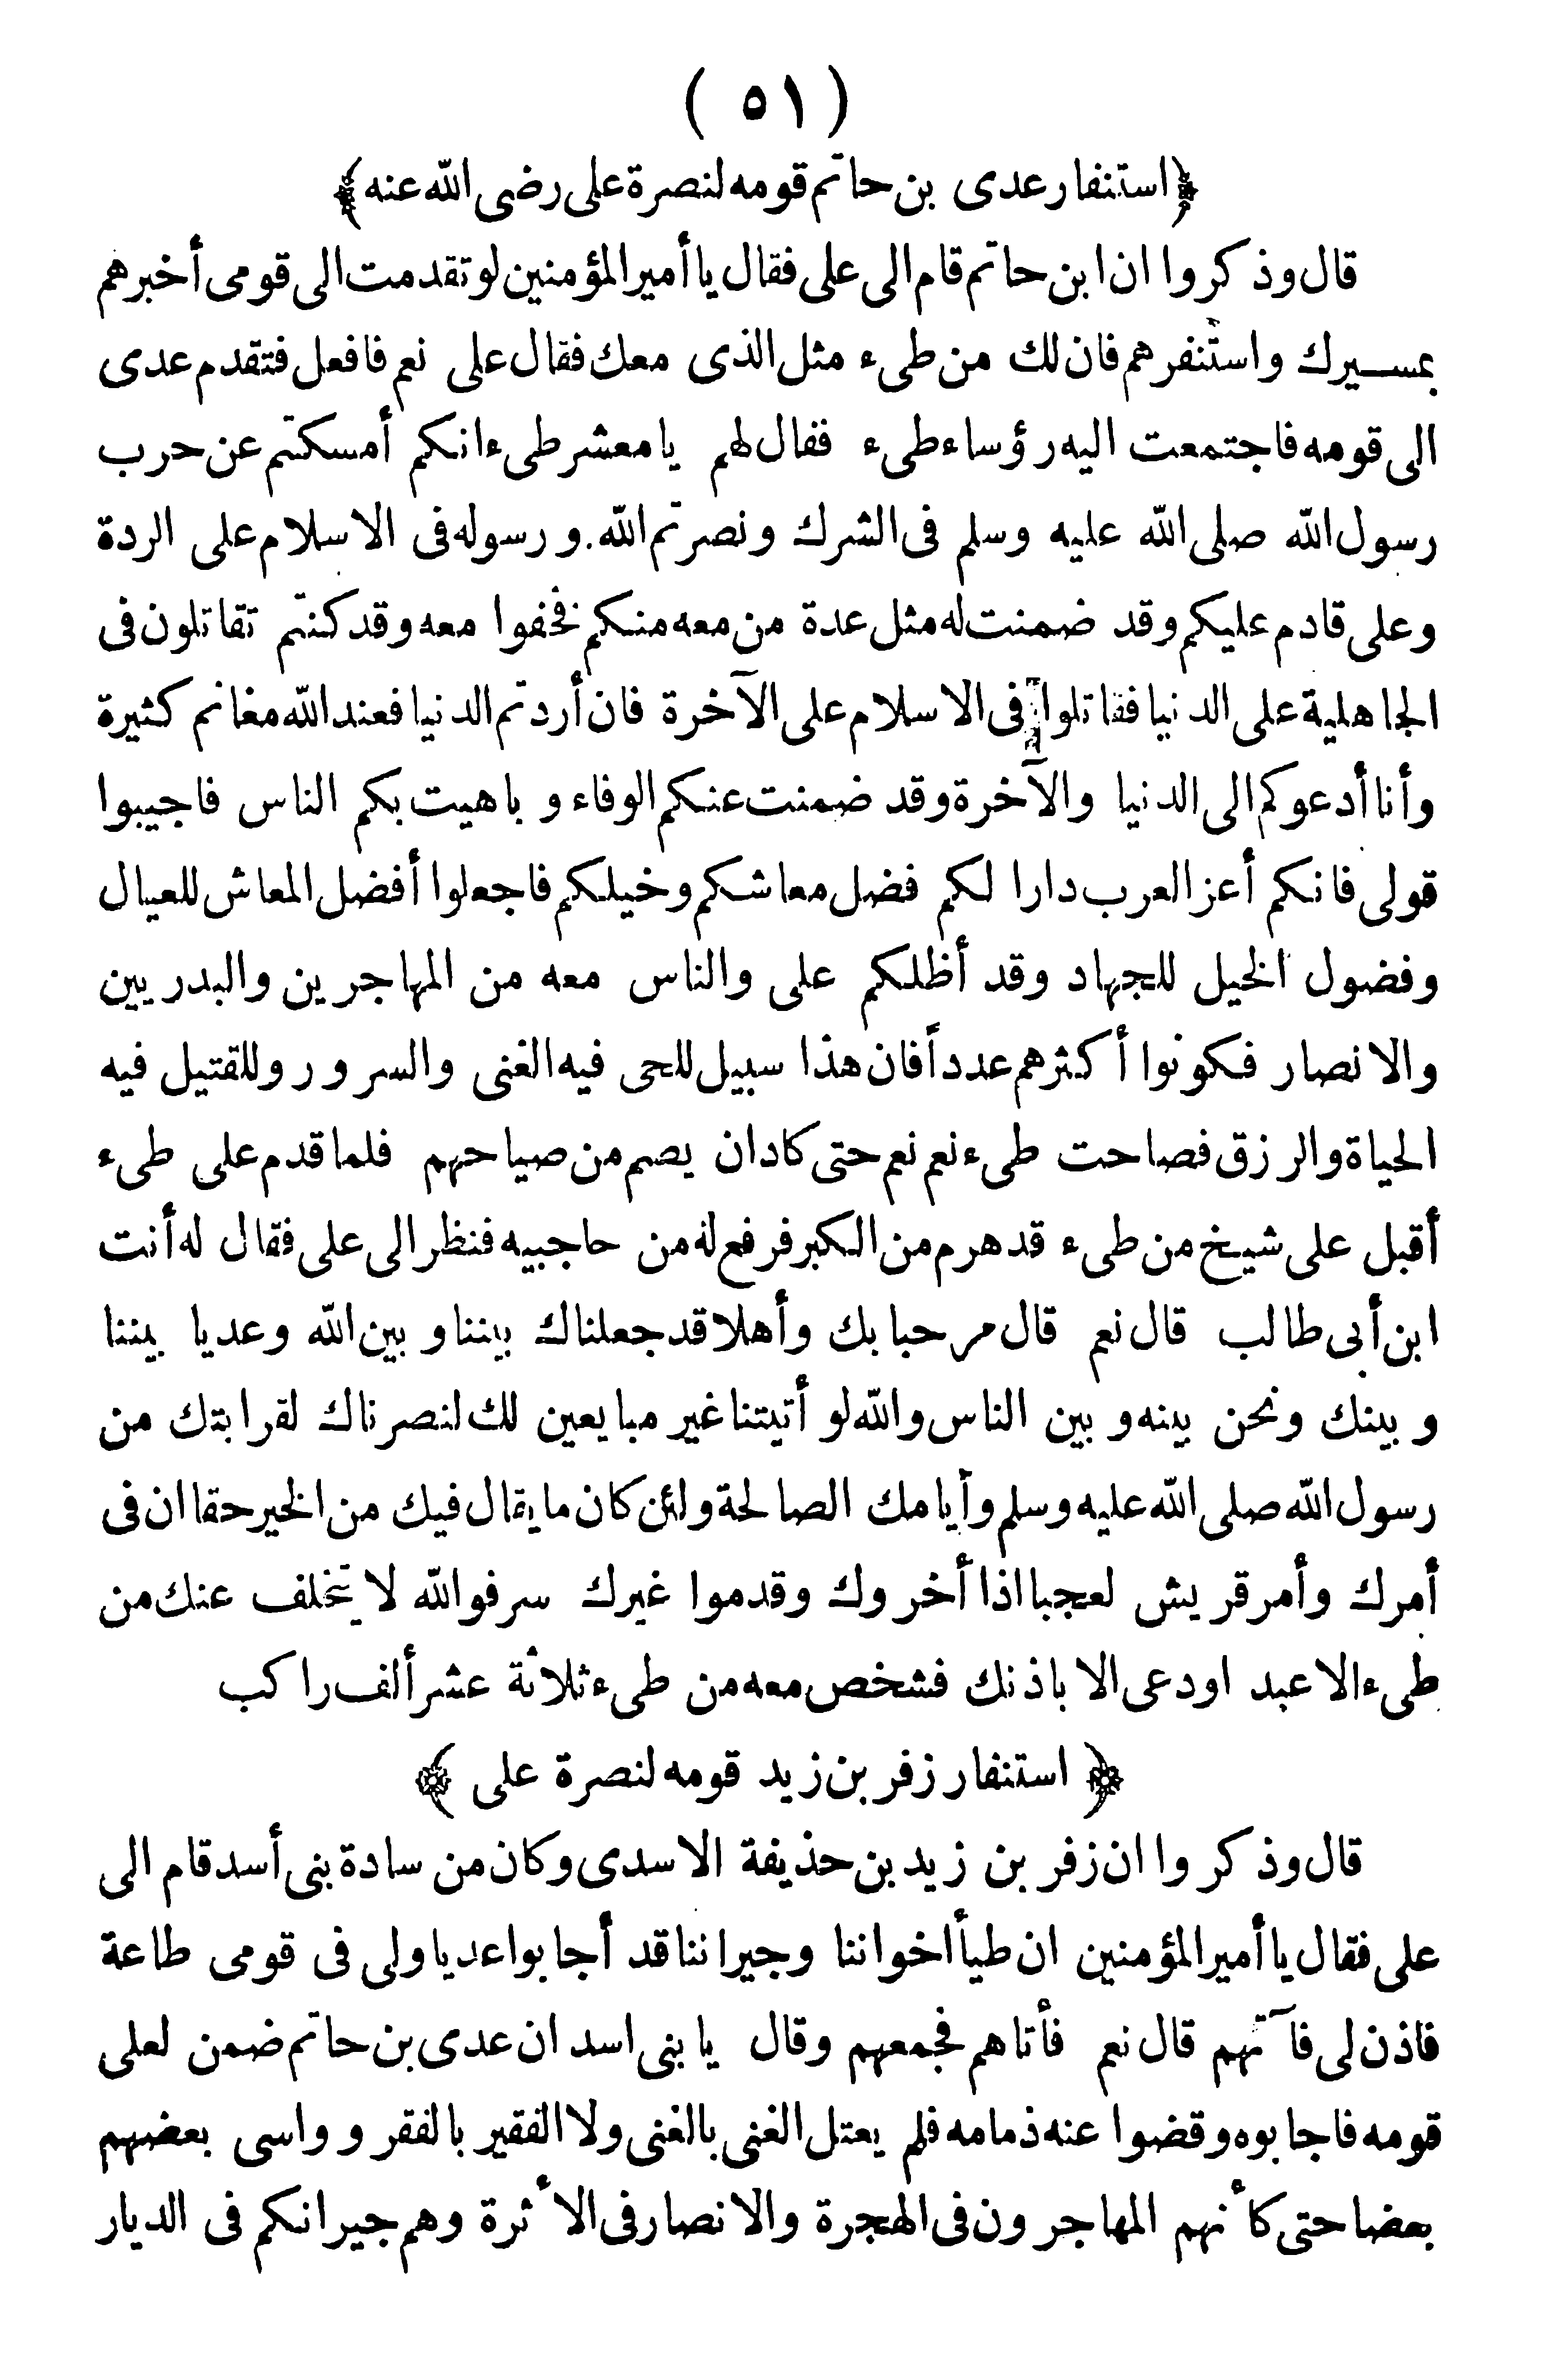 ( ٥١ )
﴿استنفار عدى بن حاتم قومه لنصرة على رضى الله عنه﴾
قال وذكروا ان ابن حاتم قام الى على فقال يا أمير المؤمنين لو تقدمت الى قومى أخبرهم
بمسيرك واستنفرهم فان لك من طىء مثل الذى معك فقال على نعم فافعل فتقدم عدى
الى قومه فاجتمعت اليه رؤساء طىء فقال لهم يا معشر طىء انكم أمسكتم عن حرب
رسول الله صلى الله عليه وسلم فى الشرك ونصرتم الله ورسوله فى الاسلام على الردة
وعلى قادم عليكم وقد ضمنت له مثل عدة من معه منكم فخفوا معه وقد كنتم تقاتلون فى
الجاهلية على الدنيا فقاتلوا فى الاسلام على الآخرة فان أردتم الدنيا فعند الله مغانم كثيرة
وأنا أدعوكم الى الدنيا والآخرة وقد ضمنت عنكم الوفاء و باهيت بكم الناس فاجيبوا
قولى فانكم أعز العرب دارا لكم فضل معاشكم وخيلكم فاجعلوا أفضل المعاش للعيال
وفضول الخيل للجهاد وقد أظلكم على والناس معه من المهاجرين والبدريين
والانصار فكونوا أكثرهم عدداً فان هذا سبيل للحى فيه الغنى والسرور وللقتيل فيه
الحياة والرزق فصاحت طىء نعم نعم حتى كاد ان يصم من صياحهم فلما قدم على طىء
أقبل على شيخ من طىء قد هرم من الكبر فرفع له من حاجبيه فنظر الى على فقال له أنت
ابن أبى طالب قال نعم قال مرحبا بك وأهلا قد جعلناك بيننا و بين الله وعديا بيننا
و بينك ونحن بينه و بين الناس والله لو أتيتنا غير مبايعين لك لنصرناك لقرابتك من
رسول الله صلى الله عليه وسلم وأيامك الصالحة ولئن كان ما يقال فيك من الخير حقا ان فى
أمرك وأمر قريش لعجبا اذا أخروك وقدموا غيرك سر فوالله لا يتخلف عنك من
طىء الا عبد او دعى الا باذنك فشخص معه من طىء ثلاثة عشر ألف راكب
﴿ استنفار زفر بن زيد قومه لنصرة على ﴾
قال وذكروا ان زفر بن زيد بن حذيفة الاسدى وكان من سادة بنى أسد قام الى
على فقال يا أمير المؤمنين ان طيأ اخواننا وجيراننا قد أجابوا عديا ولى فى قومى طاعة
فاذن لى فآتهم قال نعم فأتاهم فجمعهم وقال يا بنى اسد ان عدى بن حاتم ضمن لعلى
قومه فاجابوه وقضوا عنه ذمامه فلم يعتل الغنى بالغنى ولا الفقير بالفقر وواسى بعضهم
بعضا حتى كأنهم المهاجرون فى الهجرة والانصار فى الأثرة وهم جيرانكم فى الديار